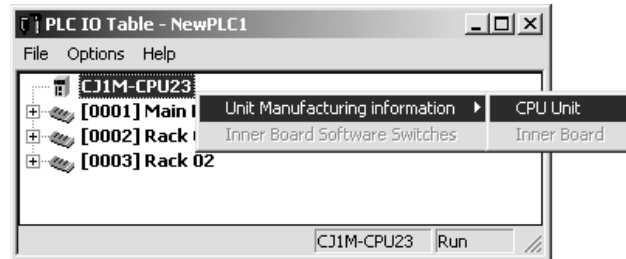 PLC IO Table - NewPLC1
File Options Help
CJ1M-CPU23
[0001] Main
Unit Manufacturing information
CPU Unit
[0002] Rack
Inner Board Software Switches
Inner Board
[0003] Rack 02
CJ1M-CPU23 Run